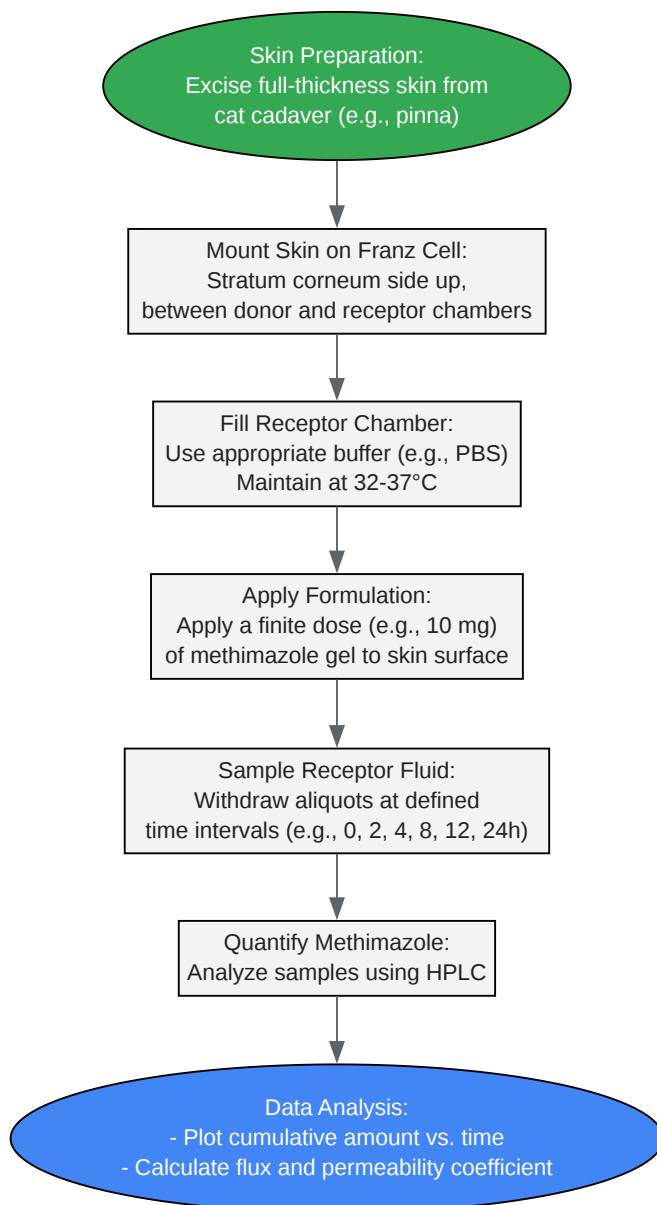 Skin Preparation:
Excise full-thickness skin from
cat cadaver (e.g., pinna)
Mount Skin on Franz Cell:
Stratum corneum side up,
between donor and receptor chambers
Fill Receptor Chamber:
Use appropriate buffer (e.g., PBS)
Maintain at 32-37°C
Apply Formulation:
Apply a finite dose (e.g., 10 mg)
of methimazole gel to skin surface
Sample Receptor Fluid:
Withdraw aliquots at defined
time intervals (e.g., 0, 2, 4, 8, 12, 24h)
Quantify Methimazole:
Analyze samples using HPLC
Data Analysis:
- Plot cumulative amount vs. time
- Calculate flux and permeability coefficient